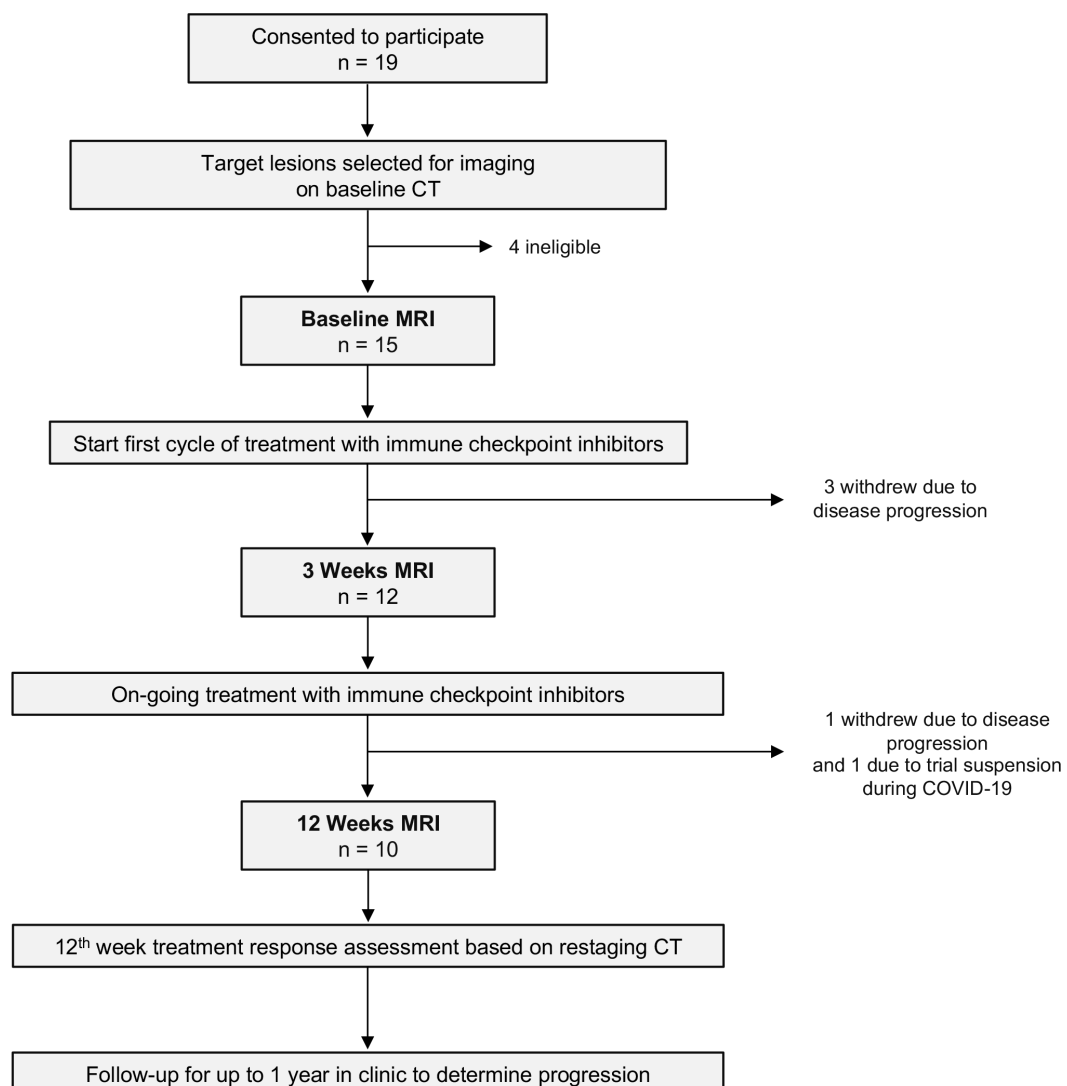 Consented to participate
n = 19
Target lesions selected for imaging
on baseline CT
4 ineligible
Baseline MRI
n = 15
Start first cycle of treatment with immune checkpoint inhibitors
3 withdrew due to
disease progression
3 Weeks MRI
n = 12
On-going treatment with immune checkpoint inhibitors
1 withdrew due to disease
progression
and 1 due to trial suspension
during COVID-19
12 Weeks MRI
n = 10
12th week treatment response assessment based on restaging CT
Follow-up for up to 1 year in clinic to determine progression